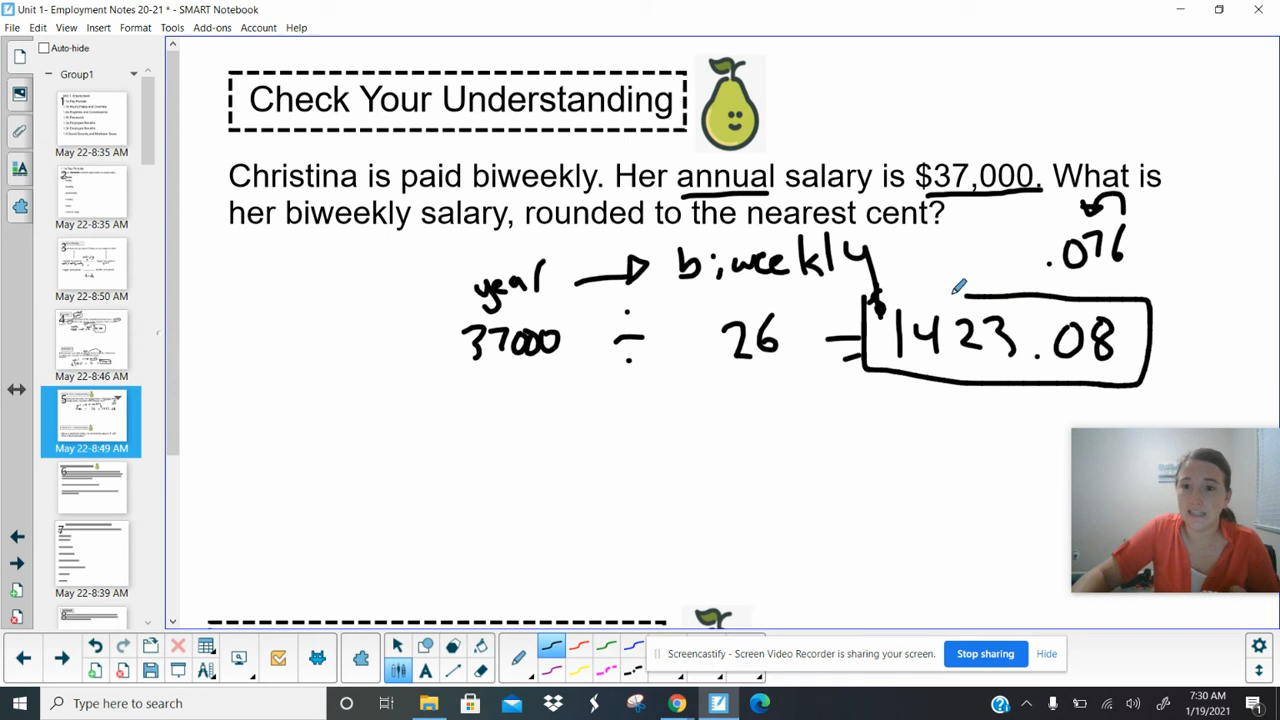 Unit 1- Employment Notes 20-21 * - SMART Notebook
File Edit View Insert Format Tools Add-ons Account Help
Auto-hide
Group1
May 22-8:35 AM
May 22-8:45 AM
May 22-8:50 AM
May 22-8:46 AM
May 22-8:49 AM
May 22-8:39 AM
Check Your Understanding
Christina is paid biweekly. Her annual salary is $37,000. What is
her biweekly salary, rounded to the nearest cent?
.076
year → biweekly
37000 ÷ 26 = $1423.08
Screencastify - Screen Video Recorder is sharing your screen.
Stop sharing
Hide
Type here to search
7:30 AM
1/19/2021